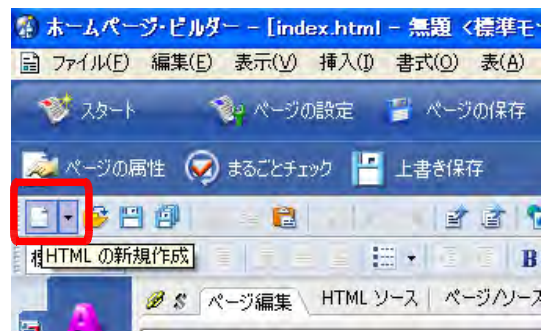 ホームページ・ビルダー - [index.html - 無題 <標準モ
ファイル(F) 編集(E) 表示(V) 挿入(I) 書式(O) 表(A)
スタート ページの設定 ページの保存
ページの属性 まるごとチェック 上書き保存
HTML の新規作成
B
ページ編集 HTML ソース ページ/ソース